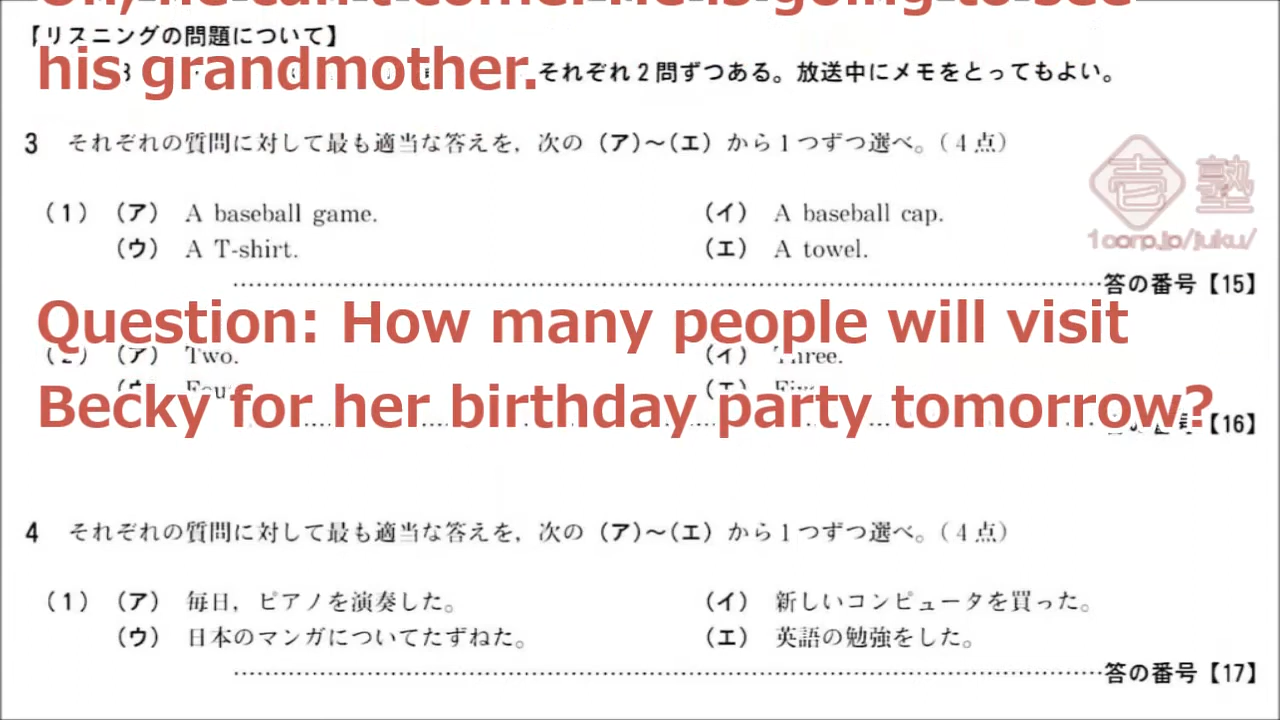 【リスニングの問題について】
his grandmother.
それぞれ2問ずつある。放送中にメモをとってもよい。
3 それぞれの質問に対して最も適当な答えを，次の（ア）～（エ）から1つずつ選べ。（4点）
壱 塾
1corp.jp/juku/
（1）（ア） A baseball game. （イ） A baseball cap.
（ウ） A T-shirt. （エ） A towel.
答の番号【15】
Question: How many people will visit
（2）（ア） Two. （イ） Three.
Becky for her birthday party tomorrow?
【16】
4 それぞれの質問に対して最も適当な答えを，次の（ア）～（エ）から1つずつ選べ。（4点）
（1）（ア） 毎日，ピアノを演奏した。 （イ） 新しいコンピュータを買った。
（ウ） 日本のマンガについてたずねた。 （エ） 英語の勉強をした。
答の番号【17】